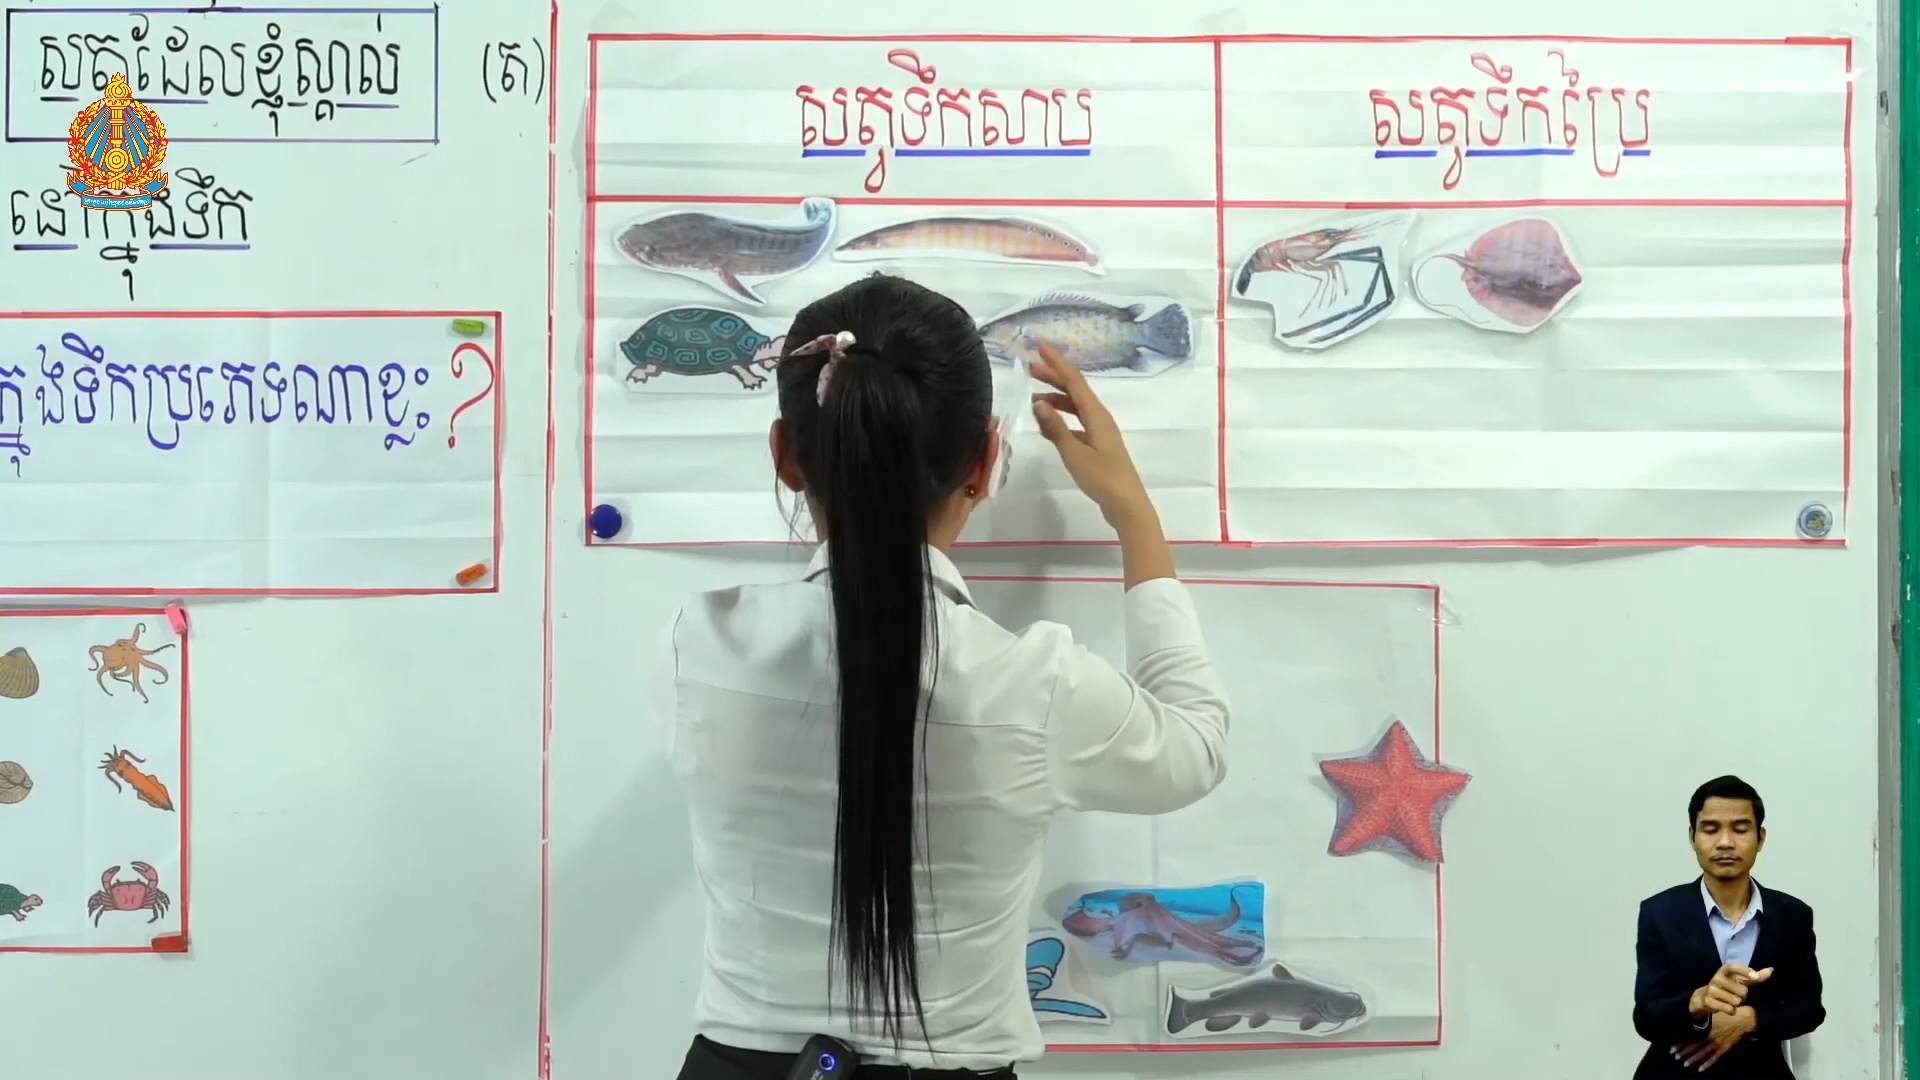 សត្វដែលខ្ញុំស្គាល់ (ត)
នៅក្នុងទឹក
ក្នុងទឹកប្រភេទណាខ្លះ?
សត្វទឹកសាប
សត្វទឹកប្រៃ